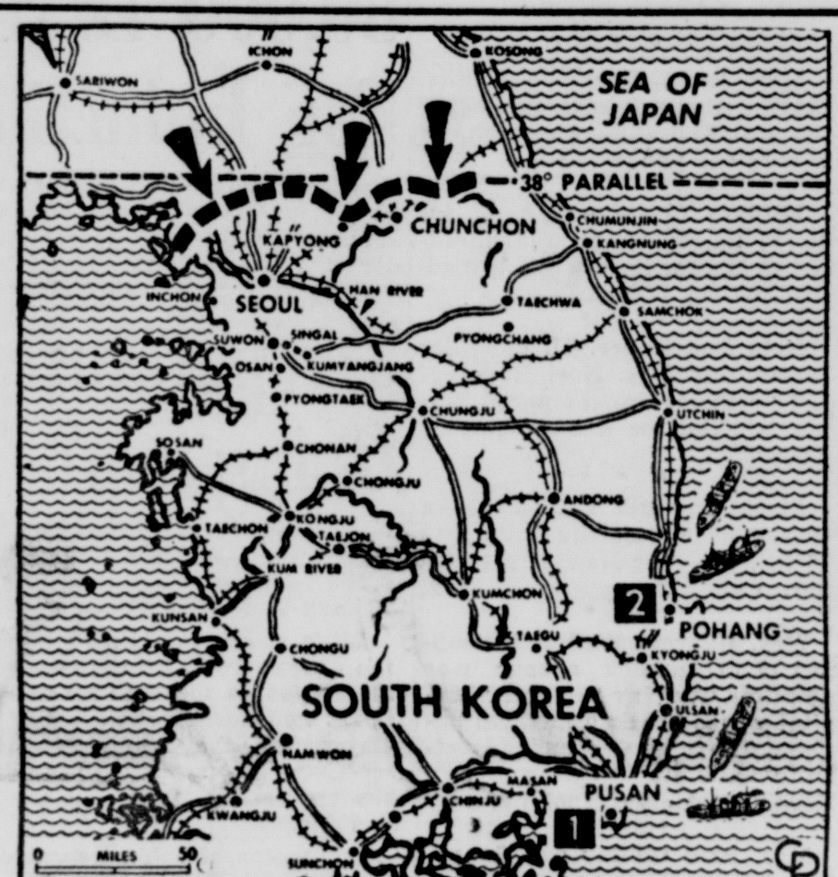 ICHON
KOSONG
SARIWON
SEA OF
JAPAN
38° PARALLEL
CHUMUNJIN
CHUNCHON
KAPYONG
KANGNUNG
HAN RIVER
INCHON
SEOUL
TAECHWA
SAMCHOK
SUWON
SINGAL
PYONGCHANG
OSAN
KUMYANGJANG
PYONGTAEK
CHUNGJU
UTCHIN
SOSAN
CHONAN
CHONGJU
ANDONG
TAECHON
KONGJU
TAEJON
KUM RIVER
KUMCHON
2
KUNSAN
POHANG
TAEGU
CHONGU
KYONGJU
SOUTH KOREA
ULSAN
NAMWON
MASAN
PUSAN
CHINJU
KWANGJU
1
SUNCHON
0 MILES 50